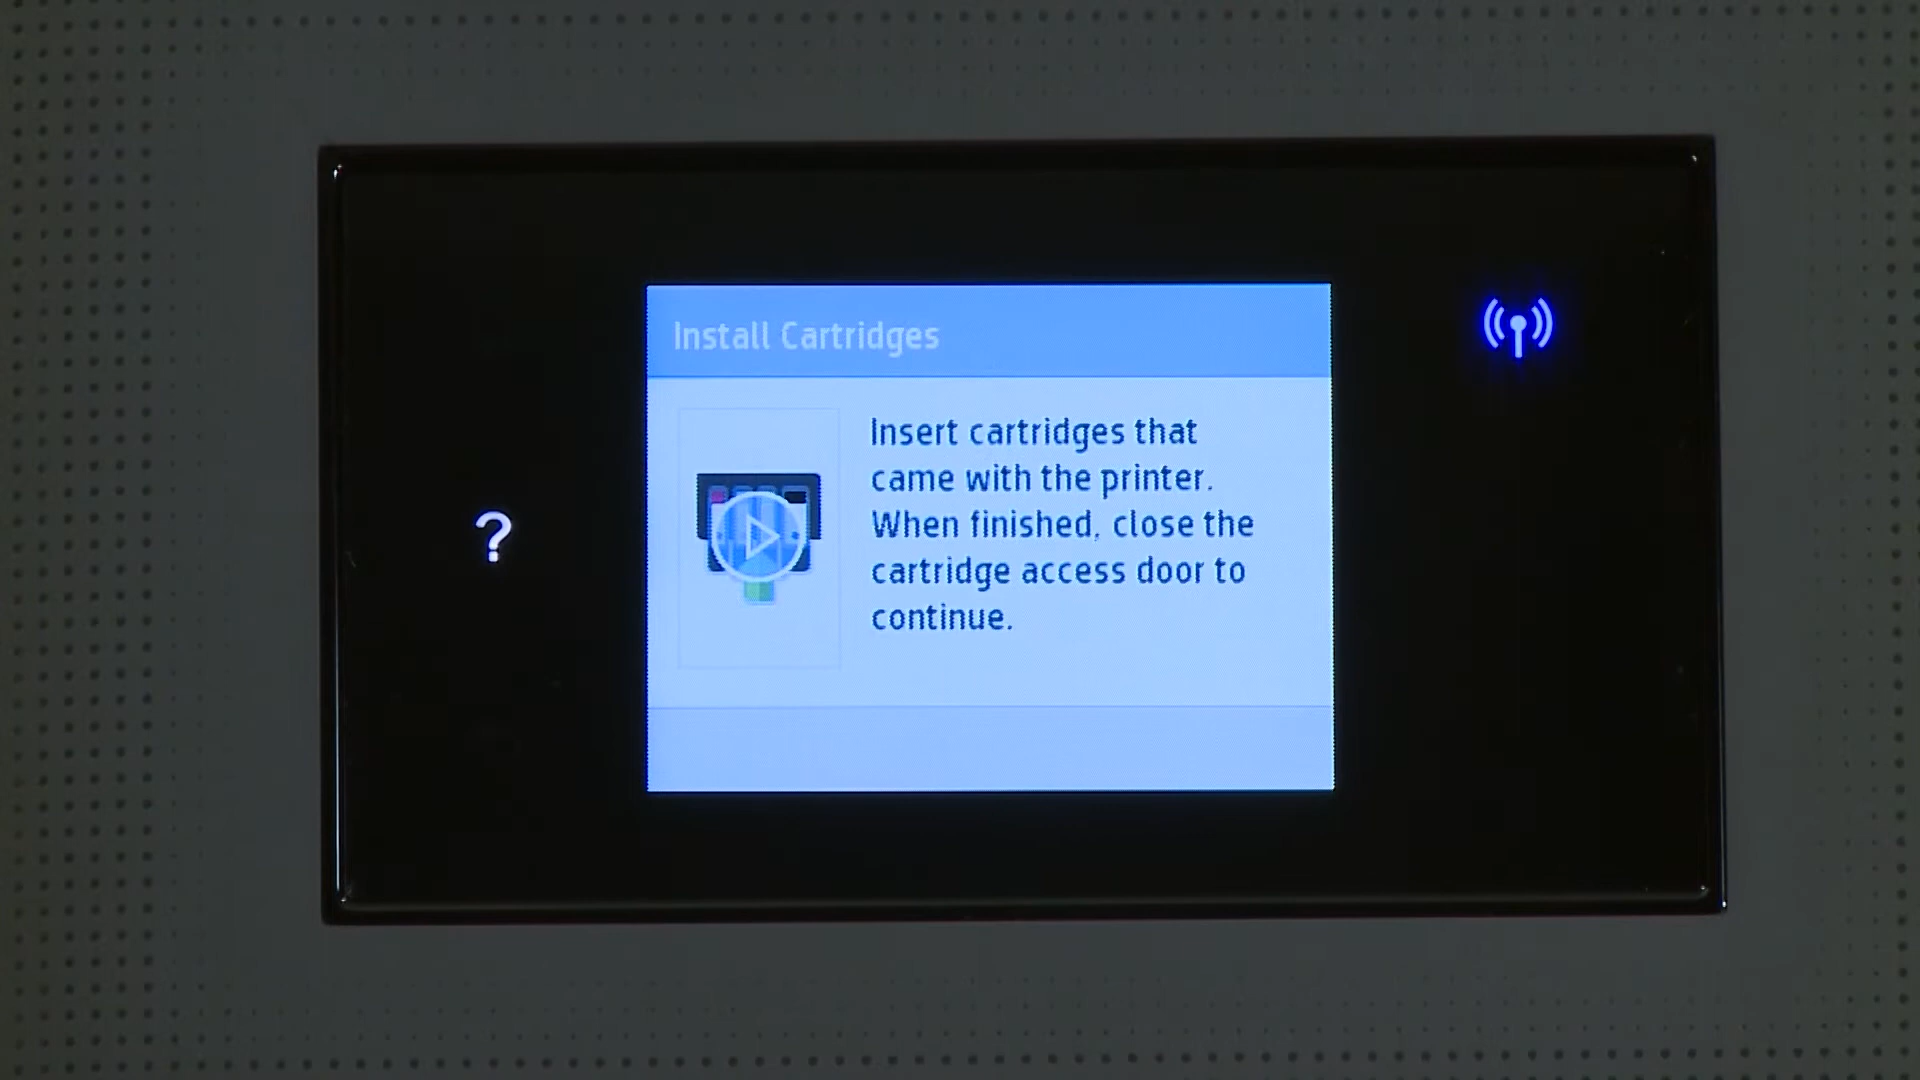 Install Cartridges
Insert cartridges that
came with the printer.
When finished, close the
cartridge access door to
continue.
?